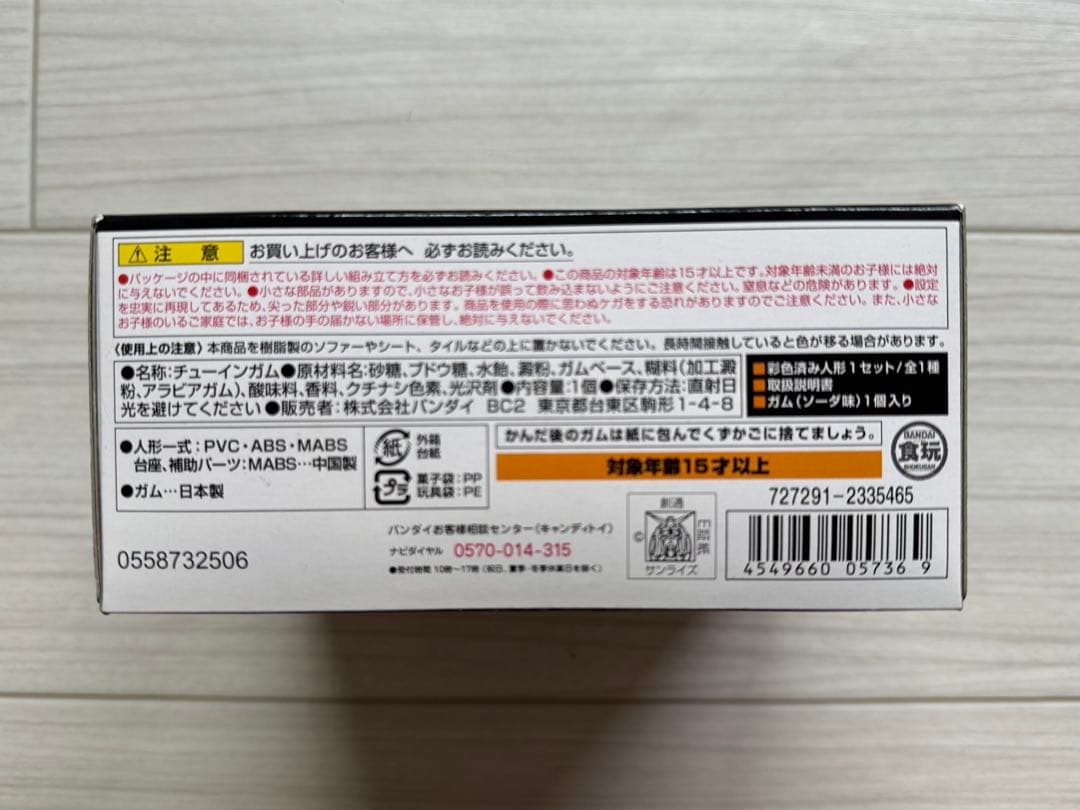 注 意 お買い上げのお客様へ 必ずお読みください。
●パッケージの中に同梱されている詳しい組み立て方を必ずお読みください。●この商品の対象年齢は15才以上です。対象年齢未満のお子様には絶対
に与えないでください。●小さな部品がありますので、小さなお子様が誤って飲み込まないようにご注意ください。窒息などの危険があります。●設定
を忠実に再現してあるため、尖った部分や鋭い部分があります。商品を使用の際に思わぬケガをする恐れがありますのでご注意ください。また、小さな
お子様のいるご家庭では、お子様の手の届かない場所に保管し、絶対に与えないでください。
〈使用上の注意〉本商品を樹脂製のソファーやシート、タイルなどの上に置かないでください。長時間接触していると色が移る場合があります。
●名称:チューインガム●原材料名:砂糖、ブドウ糖、水飴、澱粉、ガムベース、糊料(加工澱
粉、アラビアガム)、酸味料、香料、クチナシ色素、光沢剤●内容量:1個●保存方法:直射日
光を避けてください●販売者:株式会社バンダイ BC2 東京都台東区駒形1-4-8
■彩色済み人形1セット/全1種
■取扱説明書
■ガム(ソーダ味)1個入り
●人形一式:PVC・ABS・MABS
台座、補助パーツ:MABS…中国製
●ガム…日本製
紙 外箱
台紙
プラ 菓子袋:PP
玩具袋:PE
かんだ後のガムは紙に包んでくずかごに捨てましょう。
対象年齢15才以上
BANDAI
食玩
SHOKUGAN
727291-2335465
バンダイお客様相談センター(キャンディトイ)
ナビダイヤル 0570-014-315
●受付時間 10時〜17時(祝日、夏季・冬季休業日を除く)
0558732506
創通
©
サンライズ
4549660 05736 9